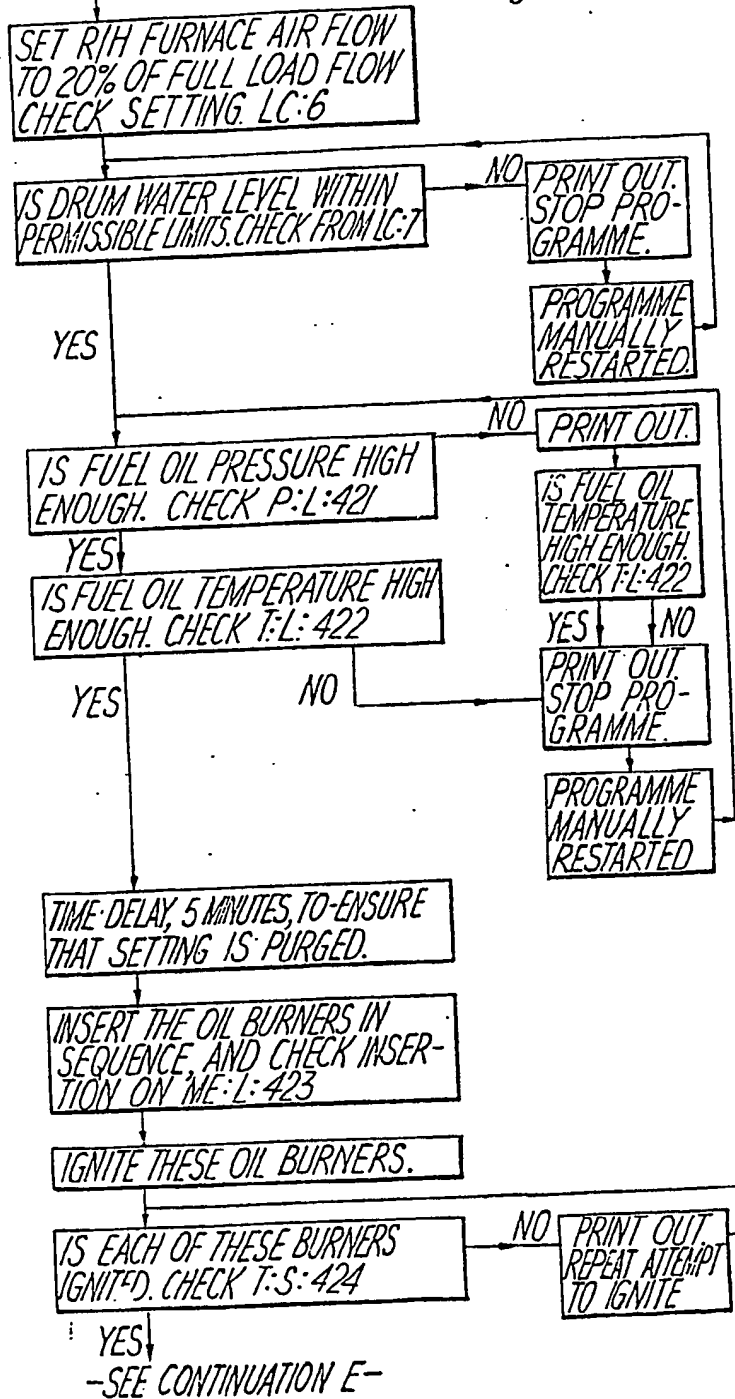 SET R/H FURNACE AIR FLOW
TO 20% OF FULL LOAD FLOW
CHECK SETTING. LC:6
IS DRUM WATER LEVEL WITHIN
PERMISSIBLE LIMITS. CHECK FROM LC:7
NO
PRINT OUT.
STOP PRO-
GRAMME.
PROGRAMME
MANUALLY
RESTARTED.
YES
IS FUEL OIL PRESSURE HIGH
ENOUGH. CHECK P:L:421
NO
PRINT OUT.
IS FUEL OIL
TEMPERATURE
HIGH ENOUGH.
CHECK T:L:422
YES NO
YES
IS FUEL OIL TEMPERATURE HIGH
ENOUGH. CHECK T:L:422
NO
PRINT OUT.
STOP PRO-
GRAMME.
PROGRAMME
MANUALLY
RESTARTED
YES
TIME DELAY, 5 MINUTES, TO ENSURE
THAT SETTING IS PURGED.
INSERT THE OIL BURNERS IN
SEQUENCE, AND CHECK INSER-
TION ON ME:L:423
IGNITE THESE OIL BURNERS.
IS EACH OF THESE BURNERS
IGNITED. CHECK T:S:424
NO
PRINT OUT
REPEAT ATTEMPT
TO IGNITE
YES
-SEE CONTINUATION E-